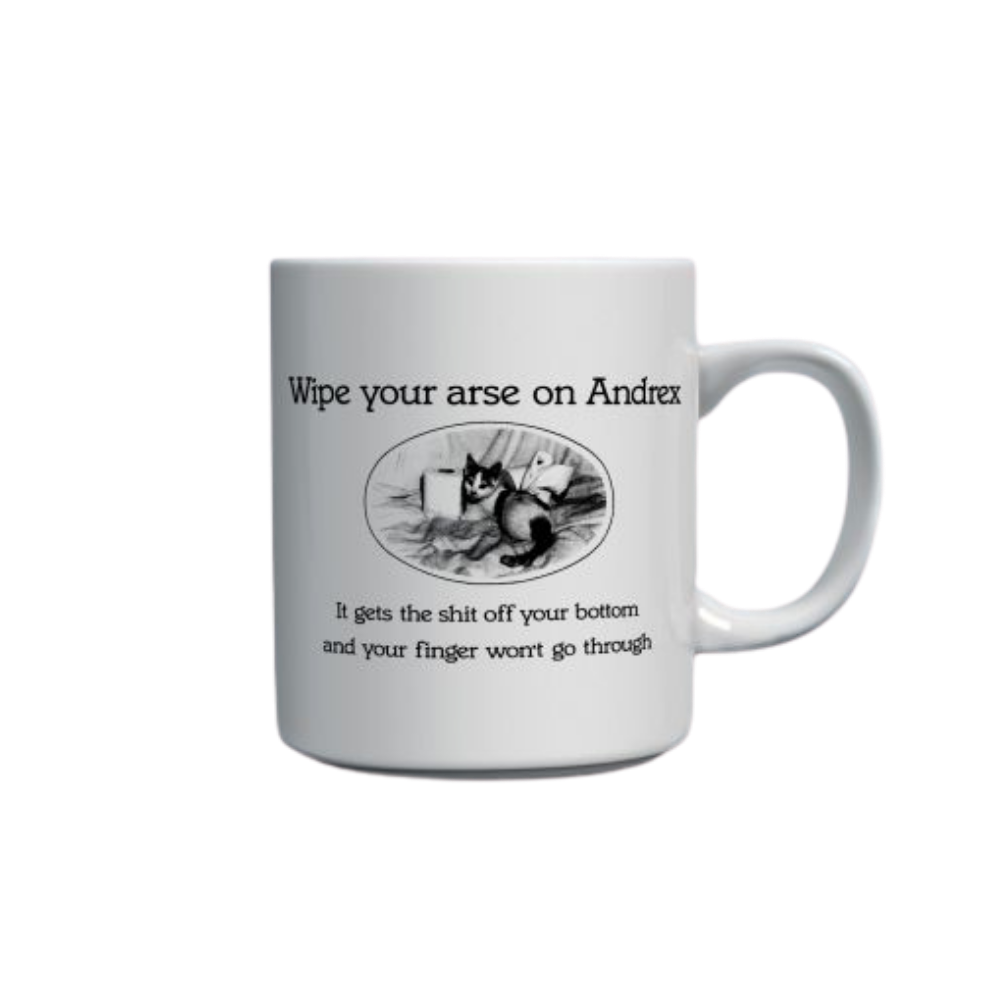 Wipe your arse on Andrex
It gets the shit off your bottom
and your finger won't go through